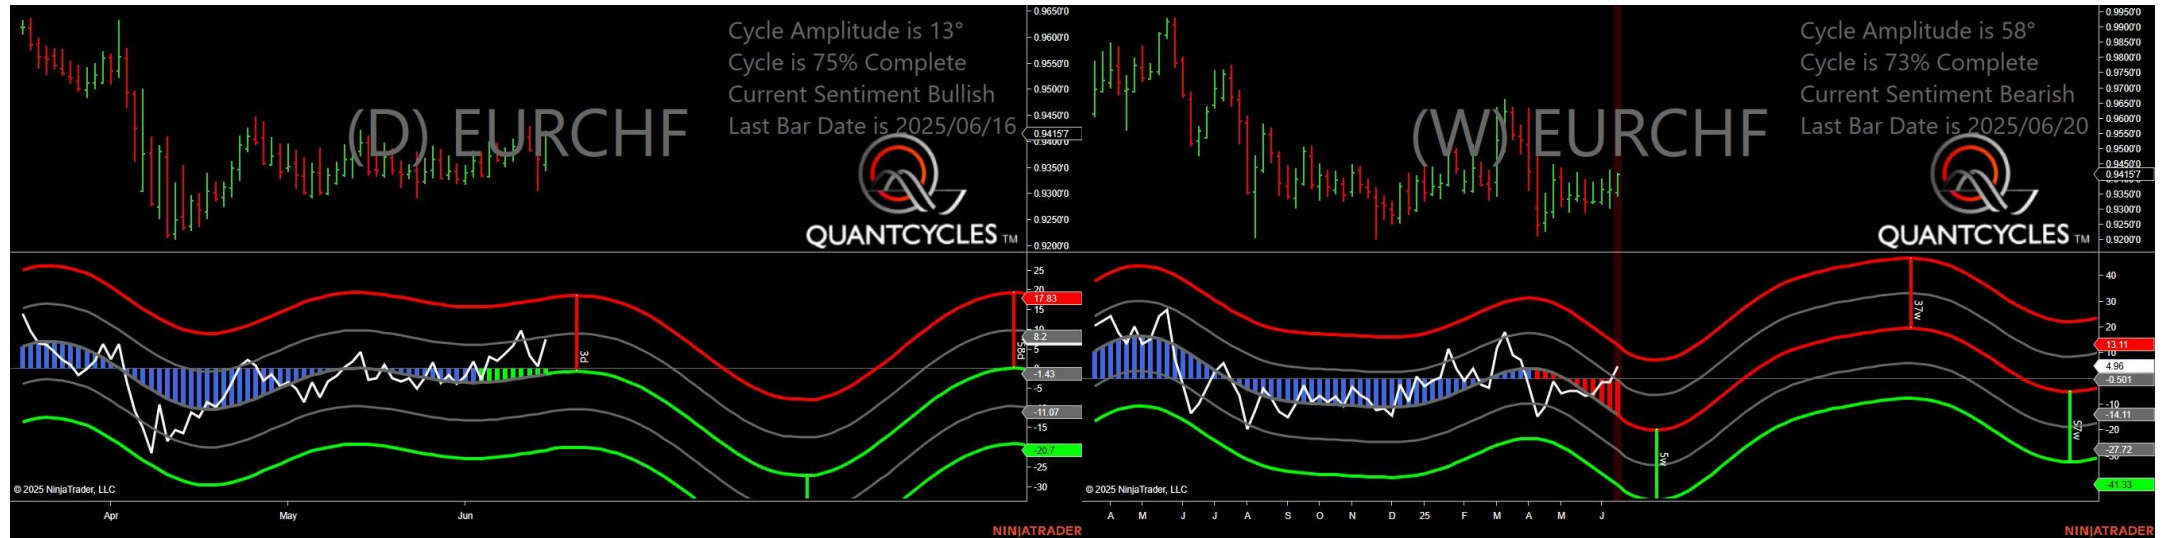 Cycle Amplitude is 13°
Cycle is 75% Complete
Current Sentiment Bullish
Last Bar Date is 2025/06/16
(D) EURCHF
QUANTCYCLES TM
0.9650'0
0.9600'0
0.9550'0
0.9500'0
0.9450'0
0.94157
0.9400'0
0.9350'0
0.9300'0
0.9250'0
0.9200'0
25
20
17.83
15
10
8.2
5
-1.43
-5
-11.07
-15
-20.7
-25
-30
3d
58d
© 2025 NinjaTrader, LLC
Apr May Jun
NINJATRADER
Cycle Amplitude is 58°
Cycle is 73% Complete
Current Sentiment Bearish
Last Bar Date is 2025/06/20
(W) EURCHF
QUANTCYCLES TM
0.9950'0
0.9900'0
0.9850'0
0.9800'0
0.9750'0
0.9700'0
0.9650'0
0.9600'0
0.9550'0
0.9500'0
0.9450'0
0.94157
0.9350'0
0.9300'0
0.9250'0
0.9200'0
40
30
20
13.11
10
4.96
-0.501
-10
-14.11
-20
-27.72
-41.33
5w
37w
57w
© 2025 NinjaTrader, LLC
A M J J A S O N D 25 F M A M J
NINJATRADER